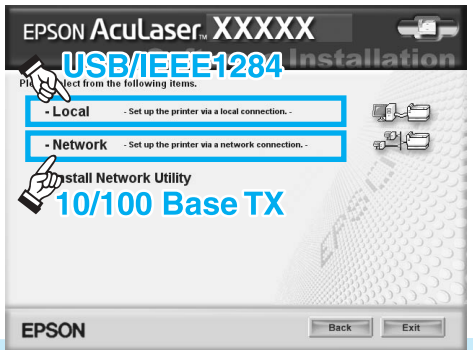 EPSON AcuLaser™ XXXXX
Installation
USB/IEEE1284
Please select from the following items.
- Local - Set up the printer via a local connection. -
- Network - Set up the printer via a network connection. -
Install Network Utility
10/100 Base TX
EPSON
EPSON
Back
Exit